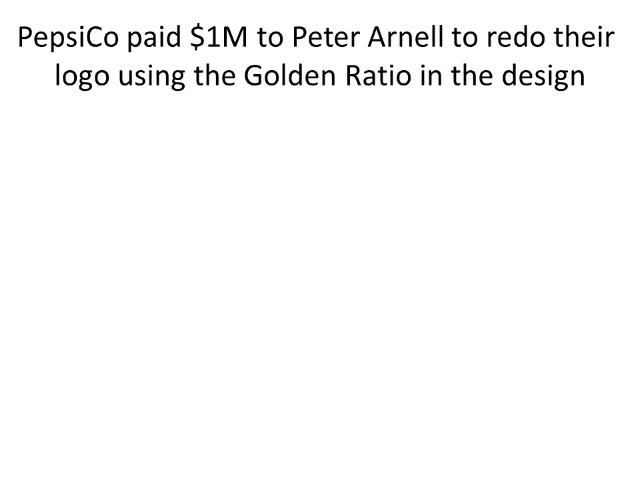 PepsiCo paid $1M to Peter Arnell to redo their
logo using the Golden Ratio in the design